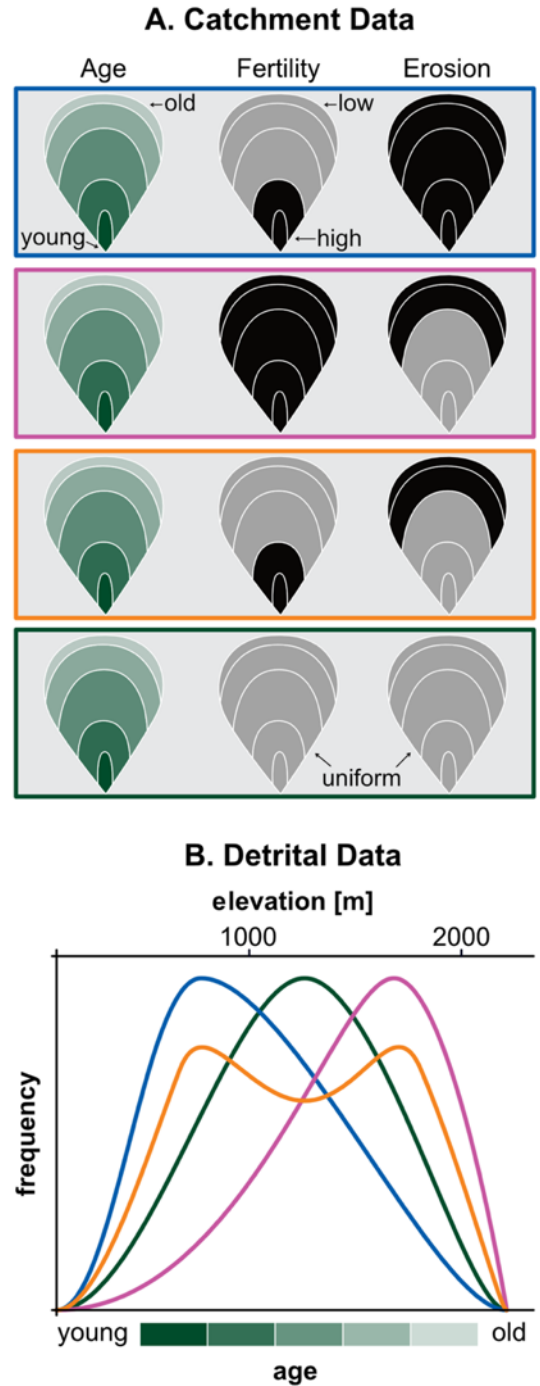 A. Catchment Data
Age Fertility Erosion
←old ←low
young ←high
uniform
B. Detrital Data
elevation [m]
1000 2000
frequency
young old
age